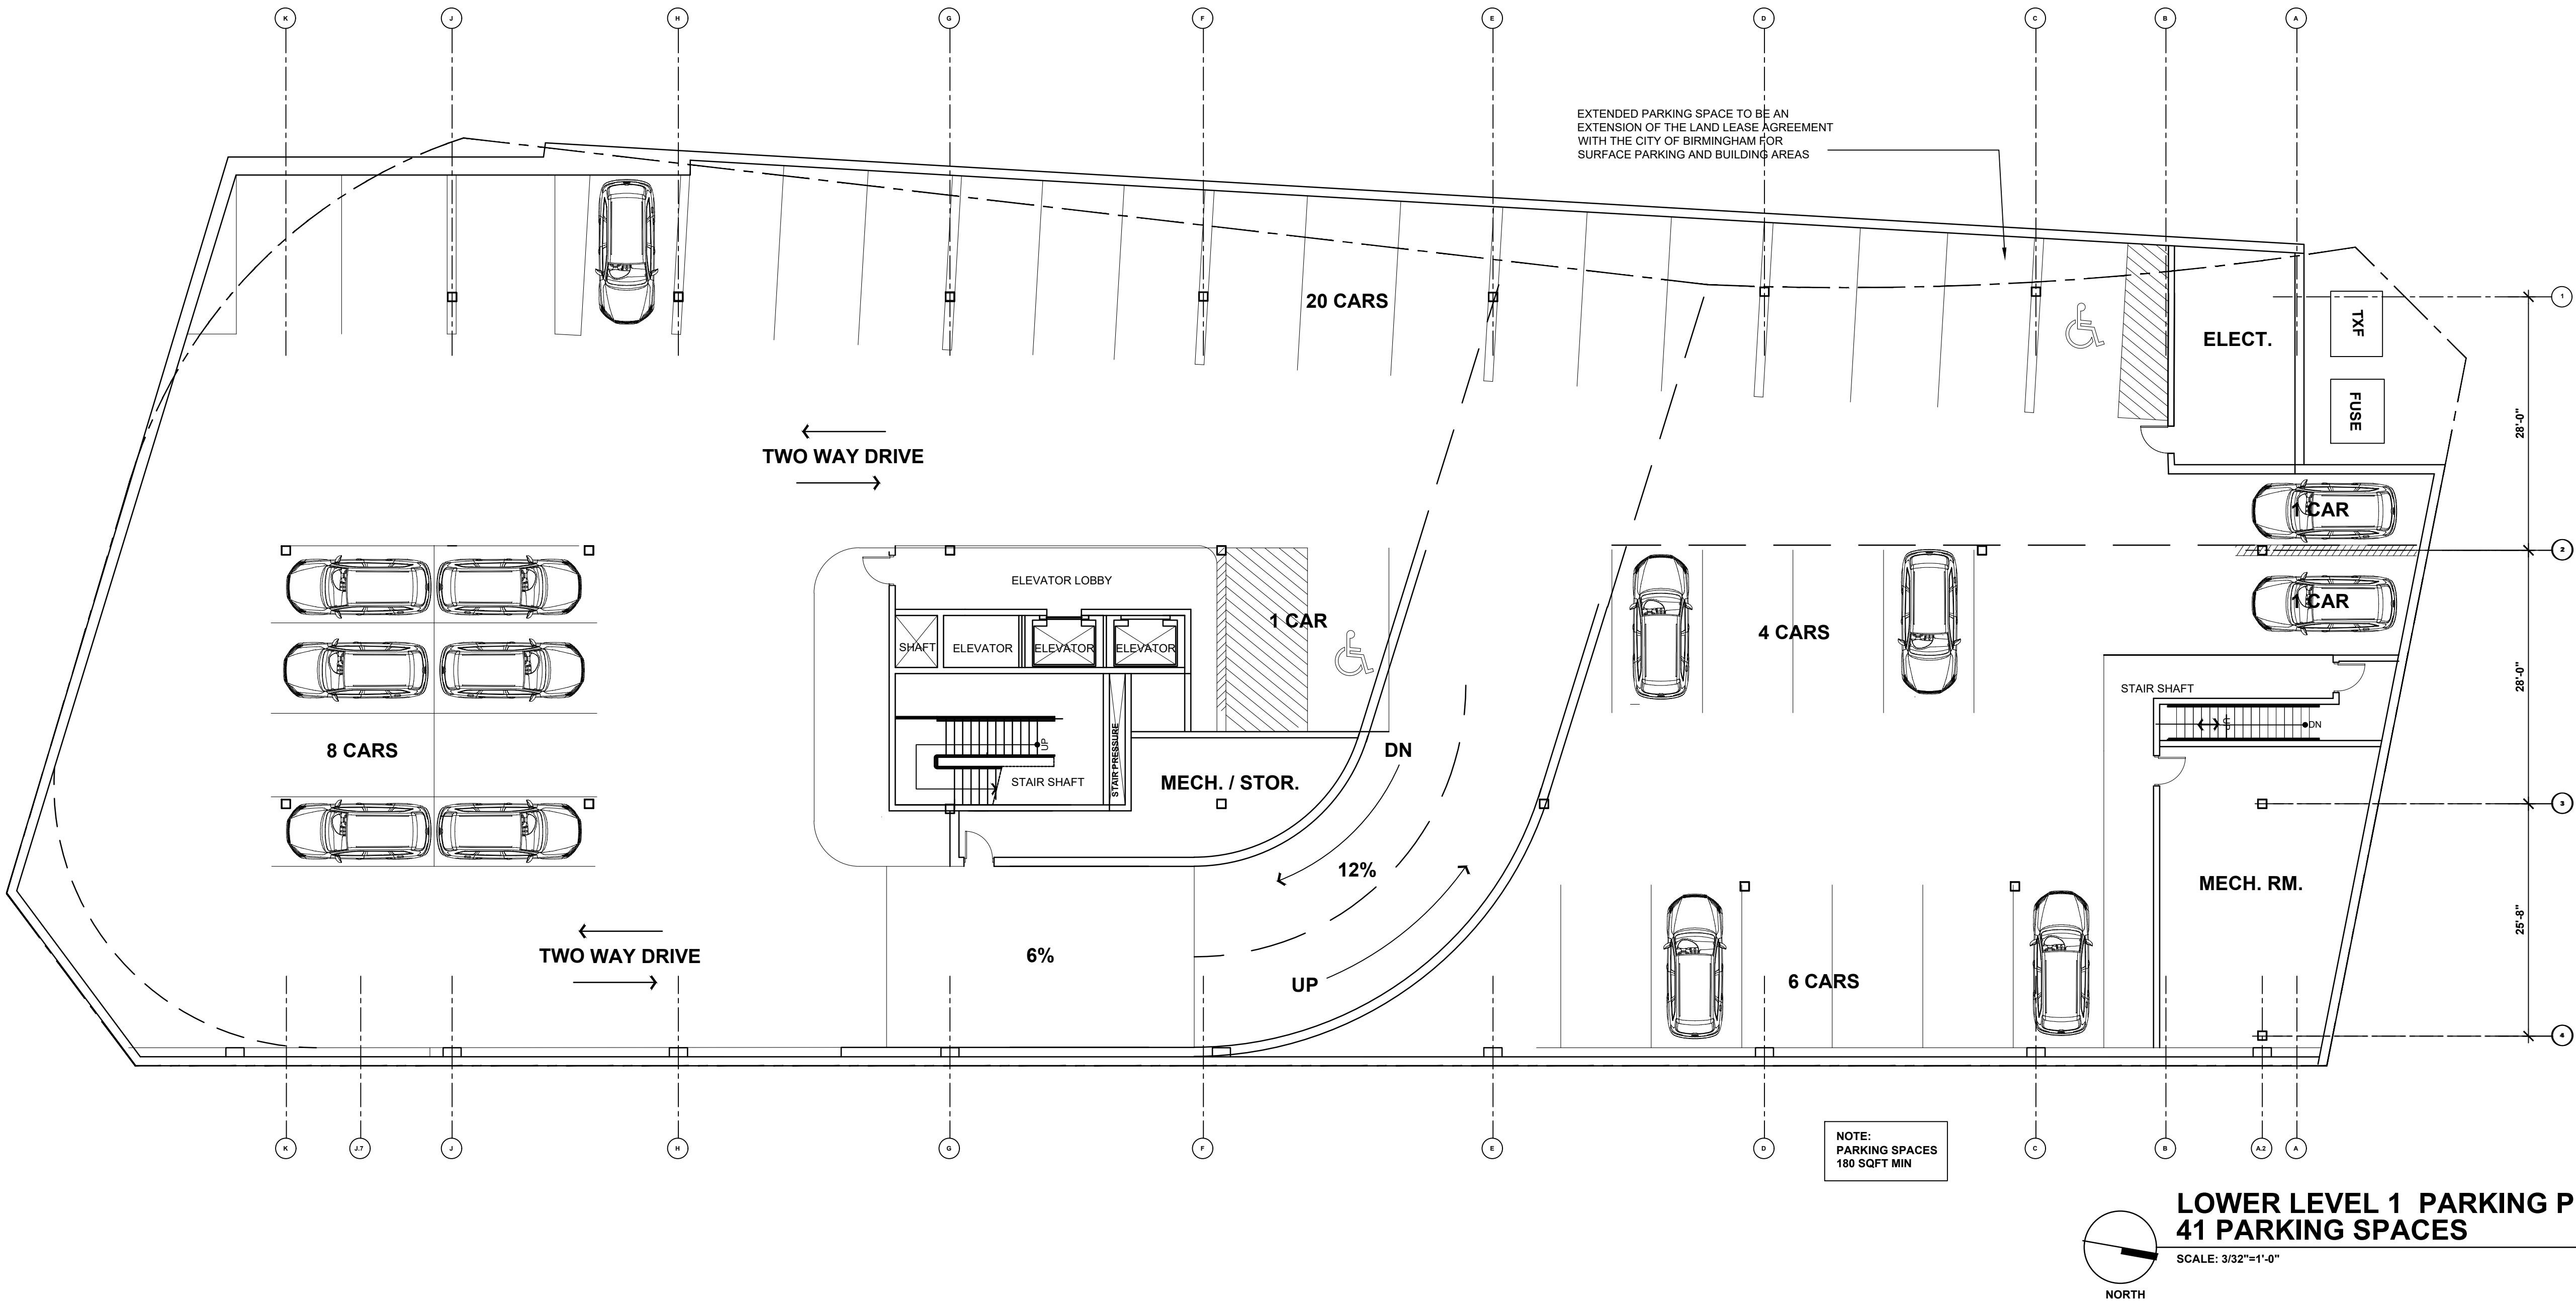 K
J
H
G
F
E
D
C
B
A
EXTENDED PARKING SPACE TO BE AN
EXTENSION OF THE LAND LEASE AGREEMENT
WITH THE CITY OF BIRMINGHAM FOR
SURFACE PARKING AND BUILDING AREAS
20 CARS
1
TXF
ELECT.
FUSE
28'-0"
TWO WAY DRIVE
1 CAR
2
ELEVATOR LOBBY
1 CAR
1 CAR
4 CARS
SHAFT
ELEVATOR
ELEVATOR
ELEVATOR
28'-0"
STAIR SHAFT
UP
DN
8 CARS
UP
STAIR PRESSURE
STAIR SHAFT
MECH. / STOR.
DN
3
12%
MECH. RM.
25'-8"
TWO WAY DRIVE
6%
UP
6 CARS
4
K
J.7
J
H
G
F
E
D
C
B
A.2
A
NOTE:
PARKING SPACES
180 SQFT MIN
LOWER LEVEL 1 PARKING P
41 PARKING SPACES
SCALE: 3/32"=1'-0"
NORTH